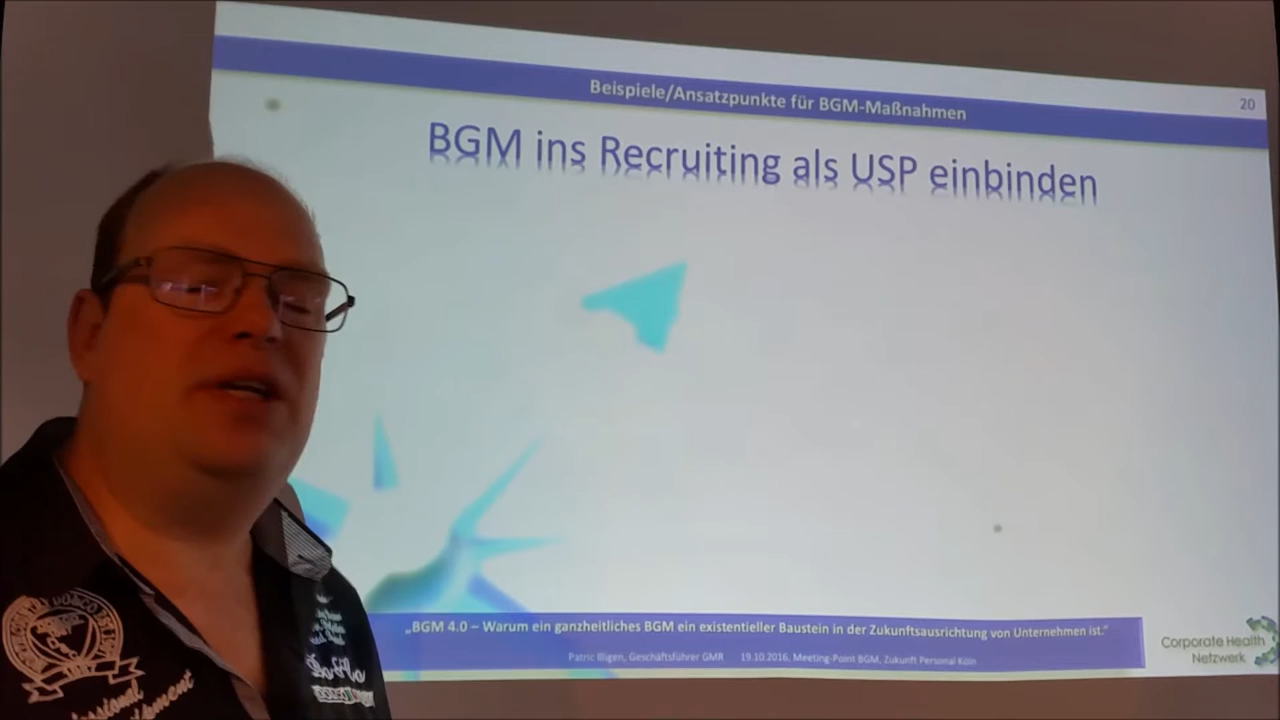 Beispiele/Ansatzpunkte für BGM-Maßnahmen
20
BGM ins Recruiting als USP einbinden
„BGM 4.0 – Warum ein ganzheitliches BGM ein existentieller Baustein in der Zukunftsausrichtung von Unternehmen ist.“
Patric Illigen, Geschäftsführer GMR 19.10.2016, Meeting-Point BGM, Zukunft Personal Köln
Corporate Health
Netzwerk